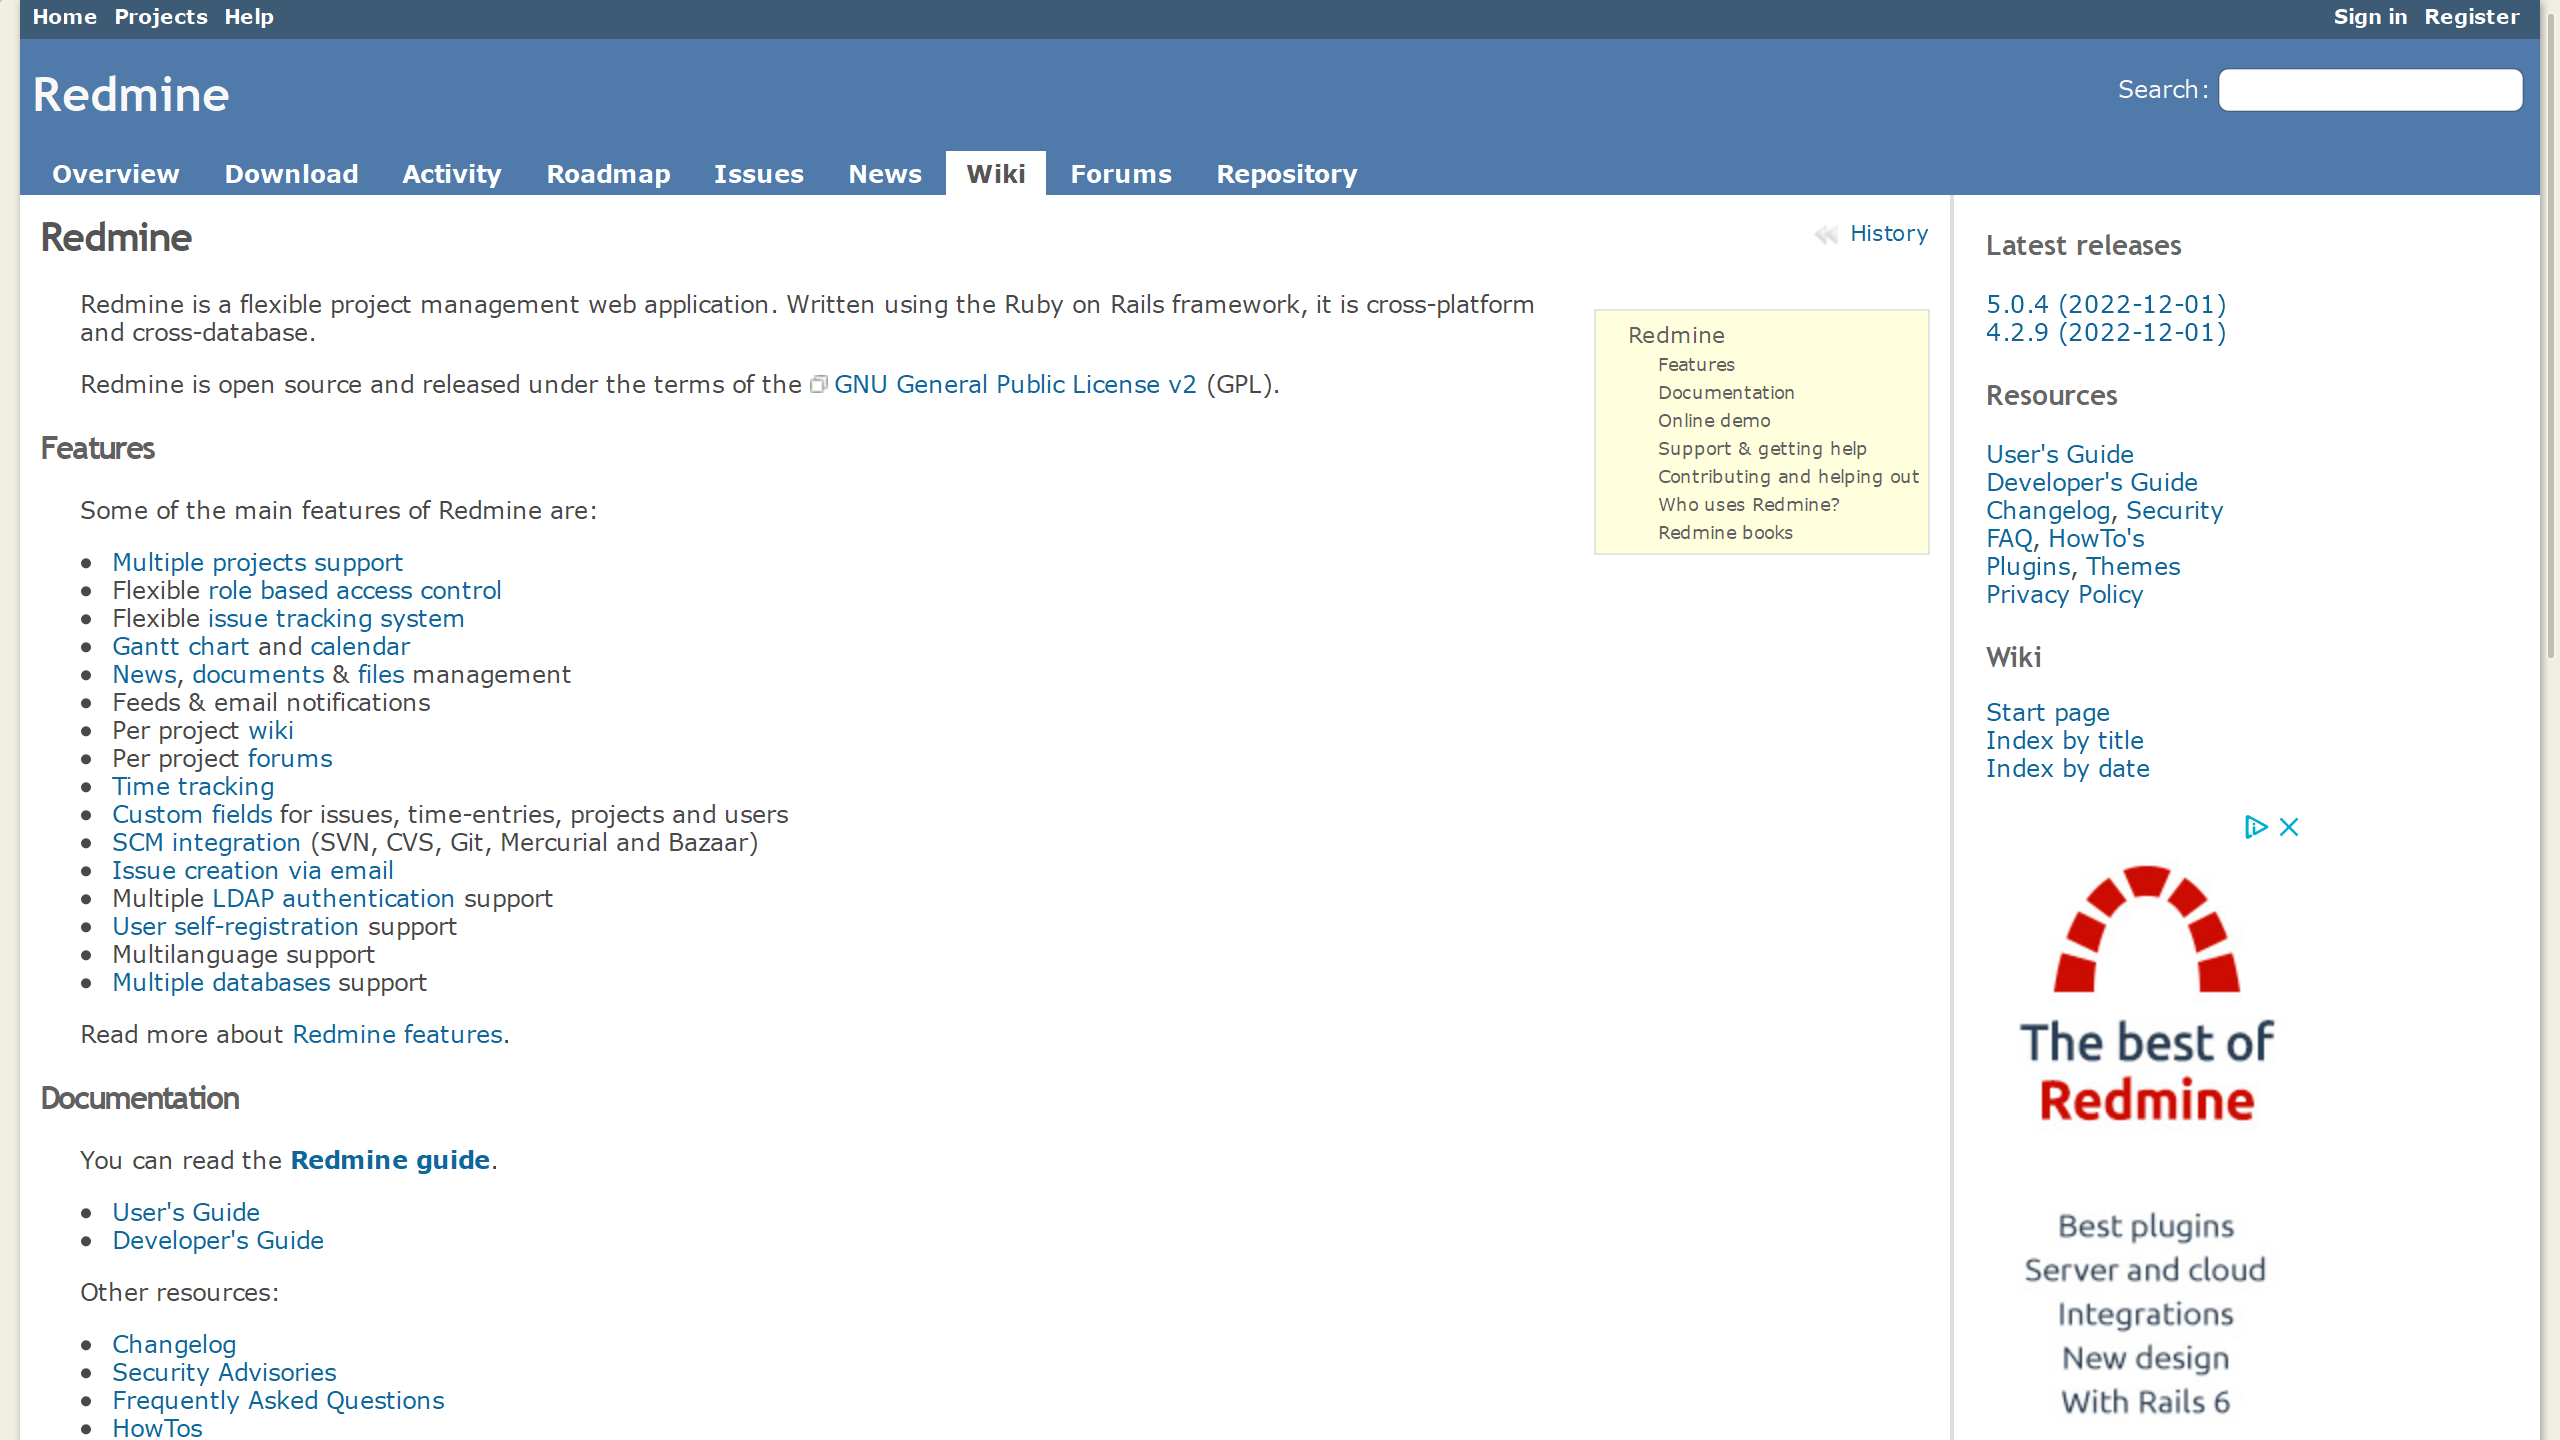 Home Projects Help Sign in Register
Redmine
Search:
Overview Download Activity Roadmap Issues News Wiki Forums Repository
Redmine
History
Redmine is a flexible project management web application. Written using the Ruby on Rails framework, it is cross-platform
and cross-database.
Redmine is open source and released under the terms of the GNU General Public License v2 (GPL).
Redmine
Features
Documentation
Online demo
Support & getting help
Contributing and helping out
Who uses Redmine?
Redmine books
Features
Some of the main features of Redmine are:
Multiple projects support
Flexible role based access control
Flexible issue tracking system
Gantt chart and calendar
News, documents & files management
Feeds & email notifications
Per project wiki
Per project forums
Time tracking
Custom fields for issues, time-entries, projects and users
SCM integration (SVN, CVS, Git, Mercurial and Bazaar)
Issue creation via email
Multiple LDAP authentication support
User self-registration support
Multilanguage support
Multiple databases support
Read more about Redmine features.
Documentation
You can read the Redmine guide.
User's Guide
Developer's Guide
Other resources:
Changelog
Security Advisories
Frequently Asked Questions
HowTos
Latest releases
5.0.4 (2022-12-01)
4.2.9 (2022-12-01)
Resources
User's Guide
Developer's Guide
Changelog, Security
FAQ, HowTo's
Plugins, Themes
Privacy Policy
Wiki
Start page
Index by title
Index by date
The best of
Redmine
Best plugins
Server and cloud
Integrations
New design
With Rails 6